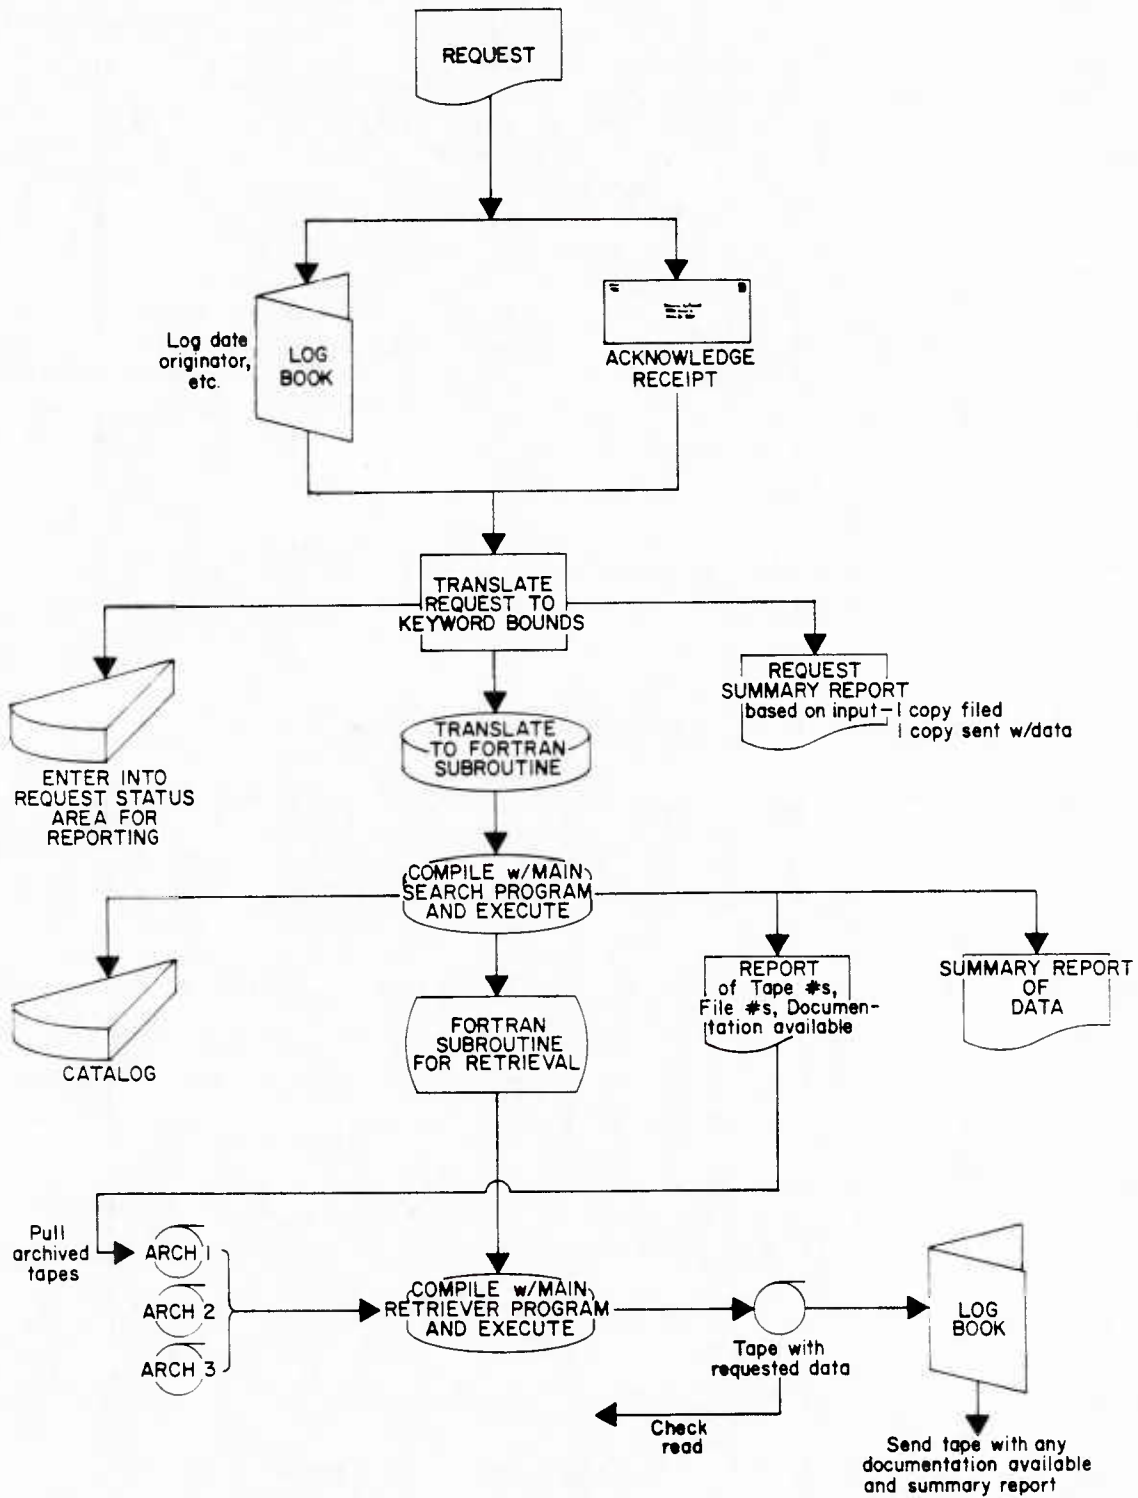 REQUEST
Log date
originator,
etc.
LOG
BOOK
ACKNOWLEDGE
RECEIPT
TRANSLATE
REQUEST TO
KEYWORD BOUNDS
ENTER INTO
REQUEST STATUS
AREA FOR
REPORTING
TRANSLATE
TO FORTRAN
SUBROUTINE
REQUEST
SUMMARY REPORT
based on input - 1 copy filed
1 copy sent w/data
COMPILE w/MAIN
SEARCH PROGRAM
AND EXECUTE
CATALOG
FORTRAN
SUBROUTINE
FOR RETRIEVAL
REPORT
of Tape #s,
File #s, Documen-
tation available
SUMMARY REPORT
OF
DATA
Pull
archived
tapes
ARCH 1
ARCH 2
ARCH 3
COMPILE w/MAIN
RETRIEVER PROGRAM
AND EXECUTE
Tape with
requested data
Check
read
LOG
BOOK
Send tape with any
documentation available
and summary report